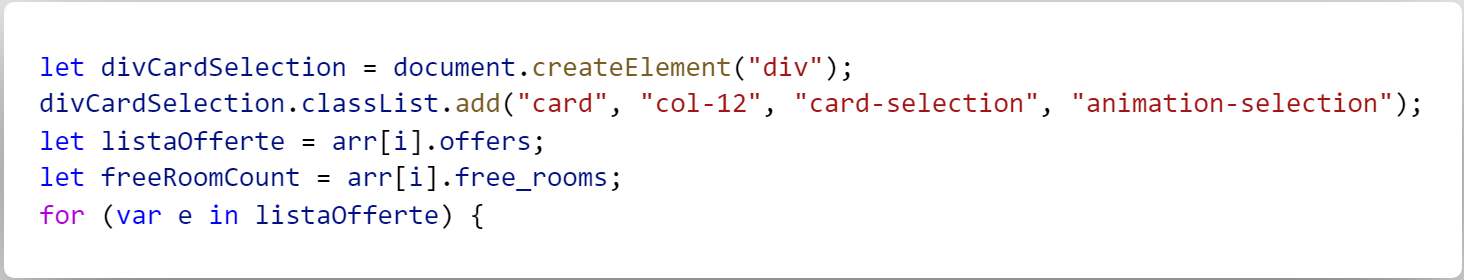 let divCardSelection = document.createElement("div");
divCardSelection.classList.add("card", "col-12", "card-selection", "animation-selection");
let listaOfferte = arr[i].offers;
let freeRoomCount = arr[i].free_rooms;
for (var e in listaOfferte) {